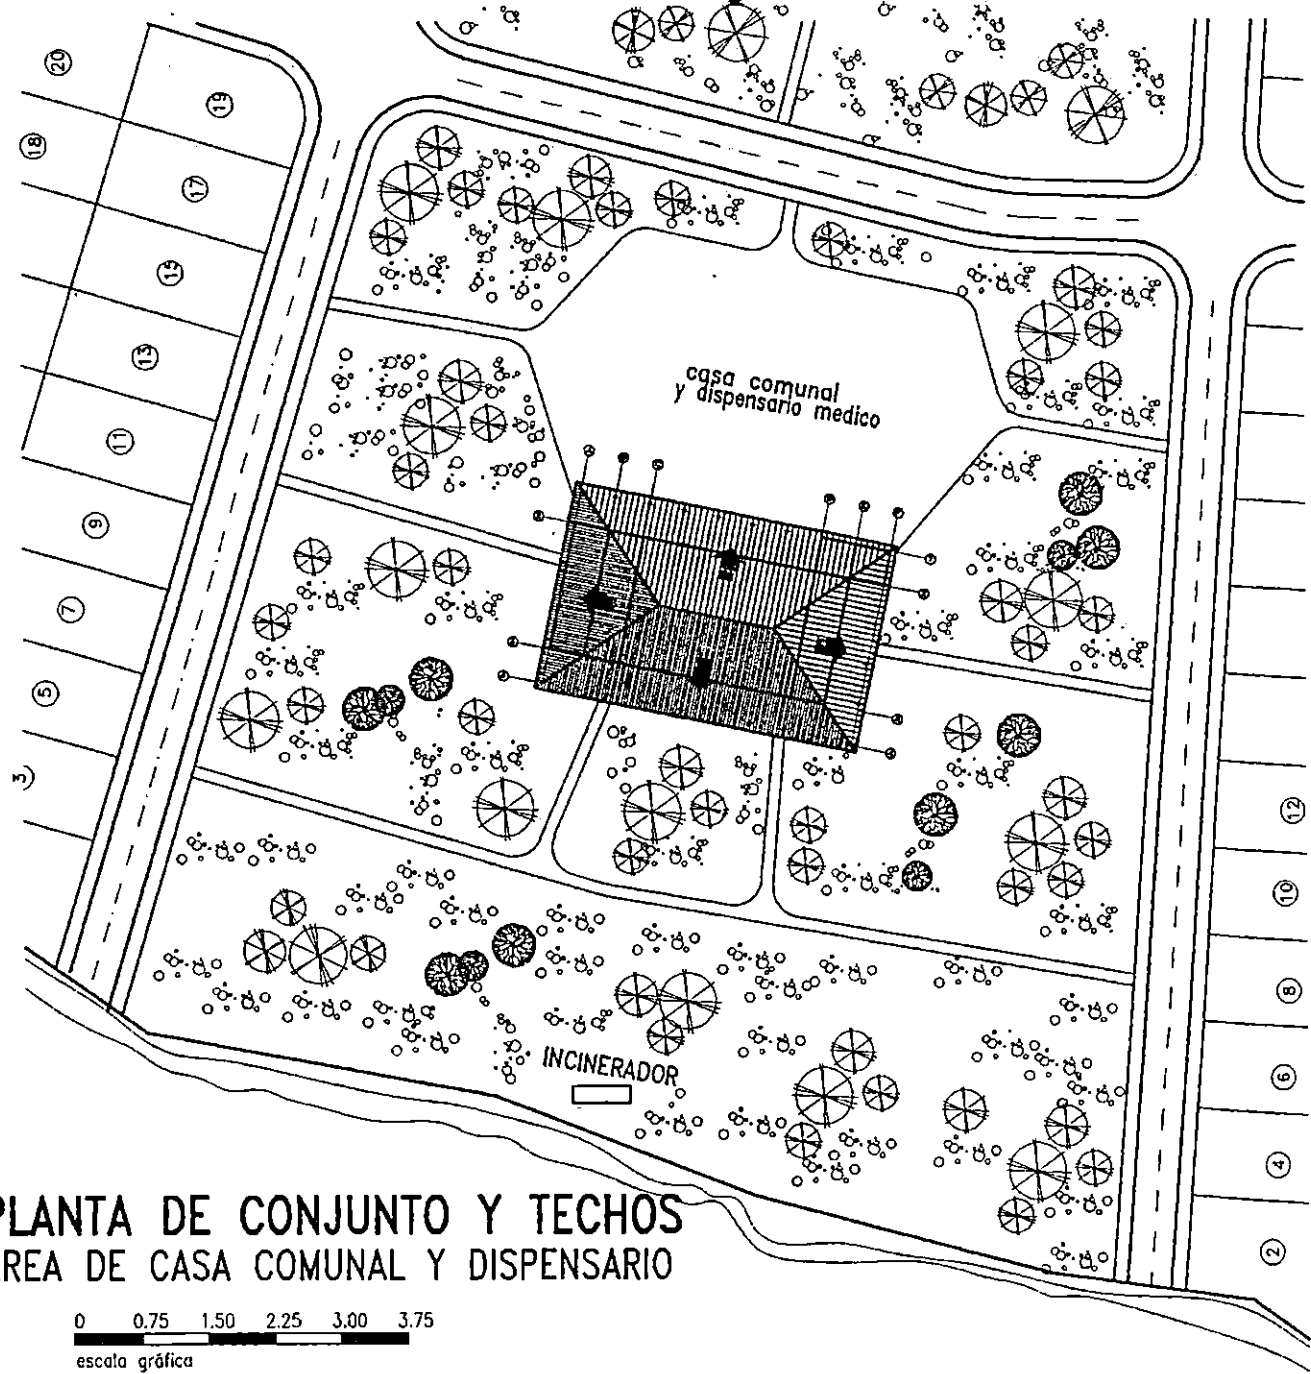 20
19
18
17
15
13
11
9
7
5
3
casa comunal
y dispensario medico
12
10
8
6
4
2
INCINERADOR
PLANTA DE CONJUNTO Y TECHOS
AREA DE CASA COMUNAL Y DISPENSARIO
0 0.75 1.50 2.25 3.00 3.75
escala gráfica